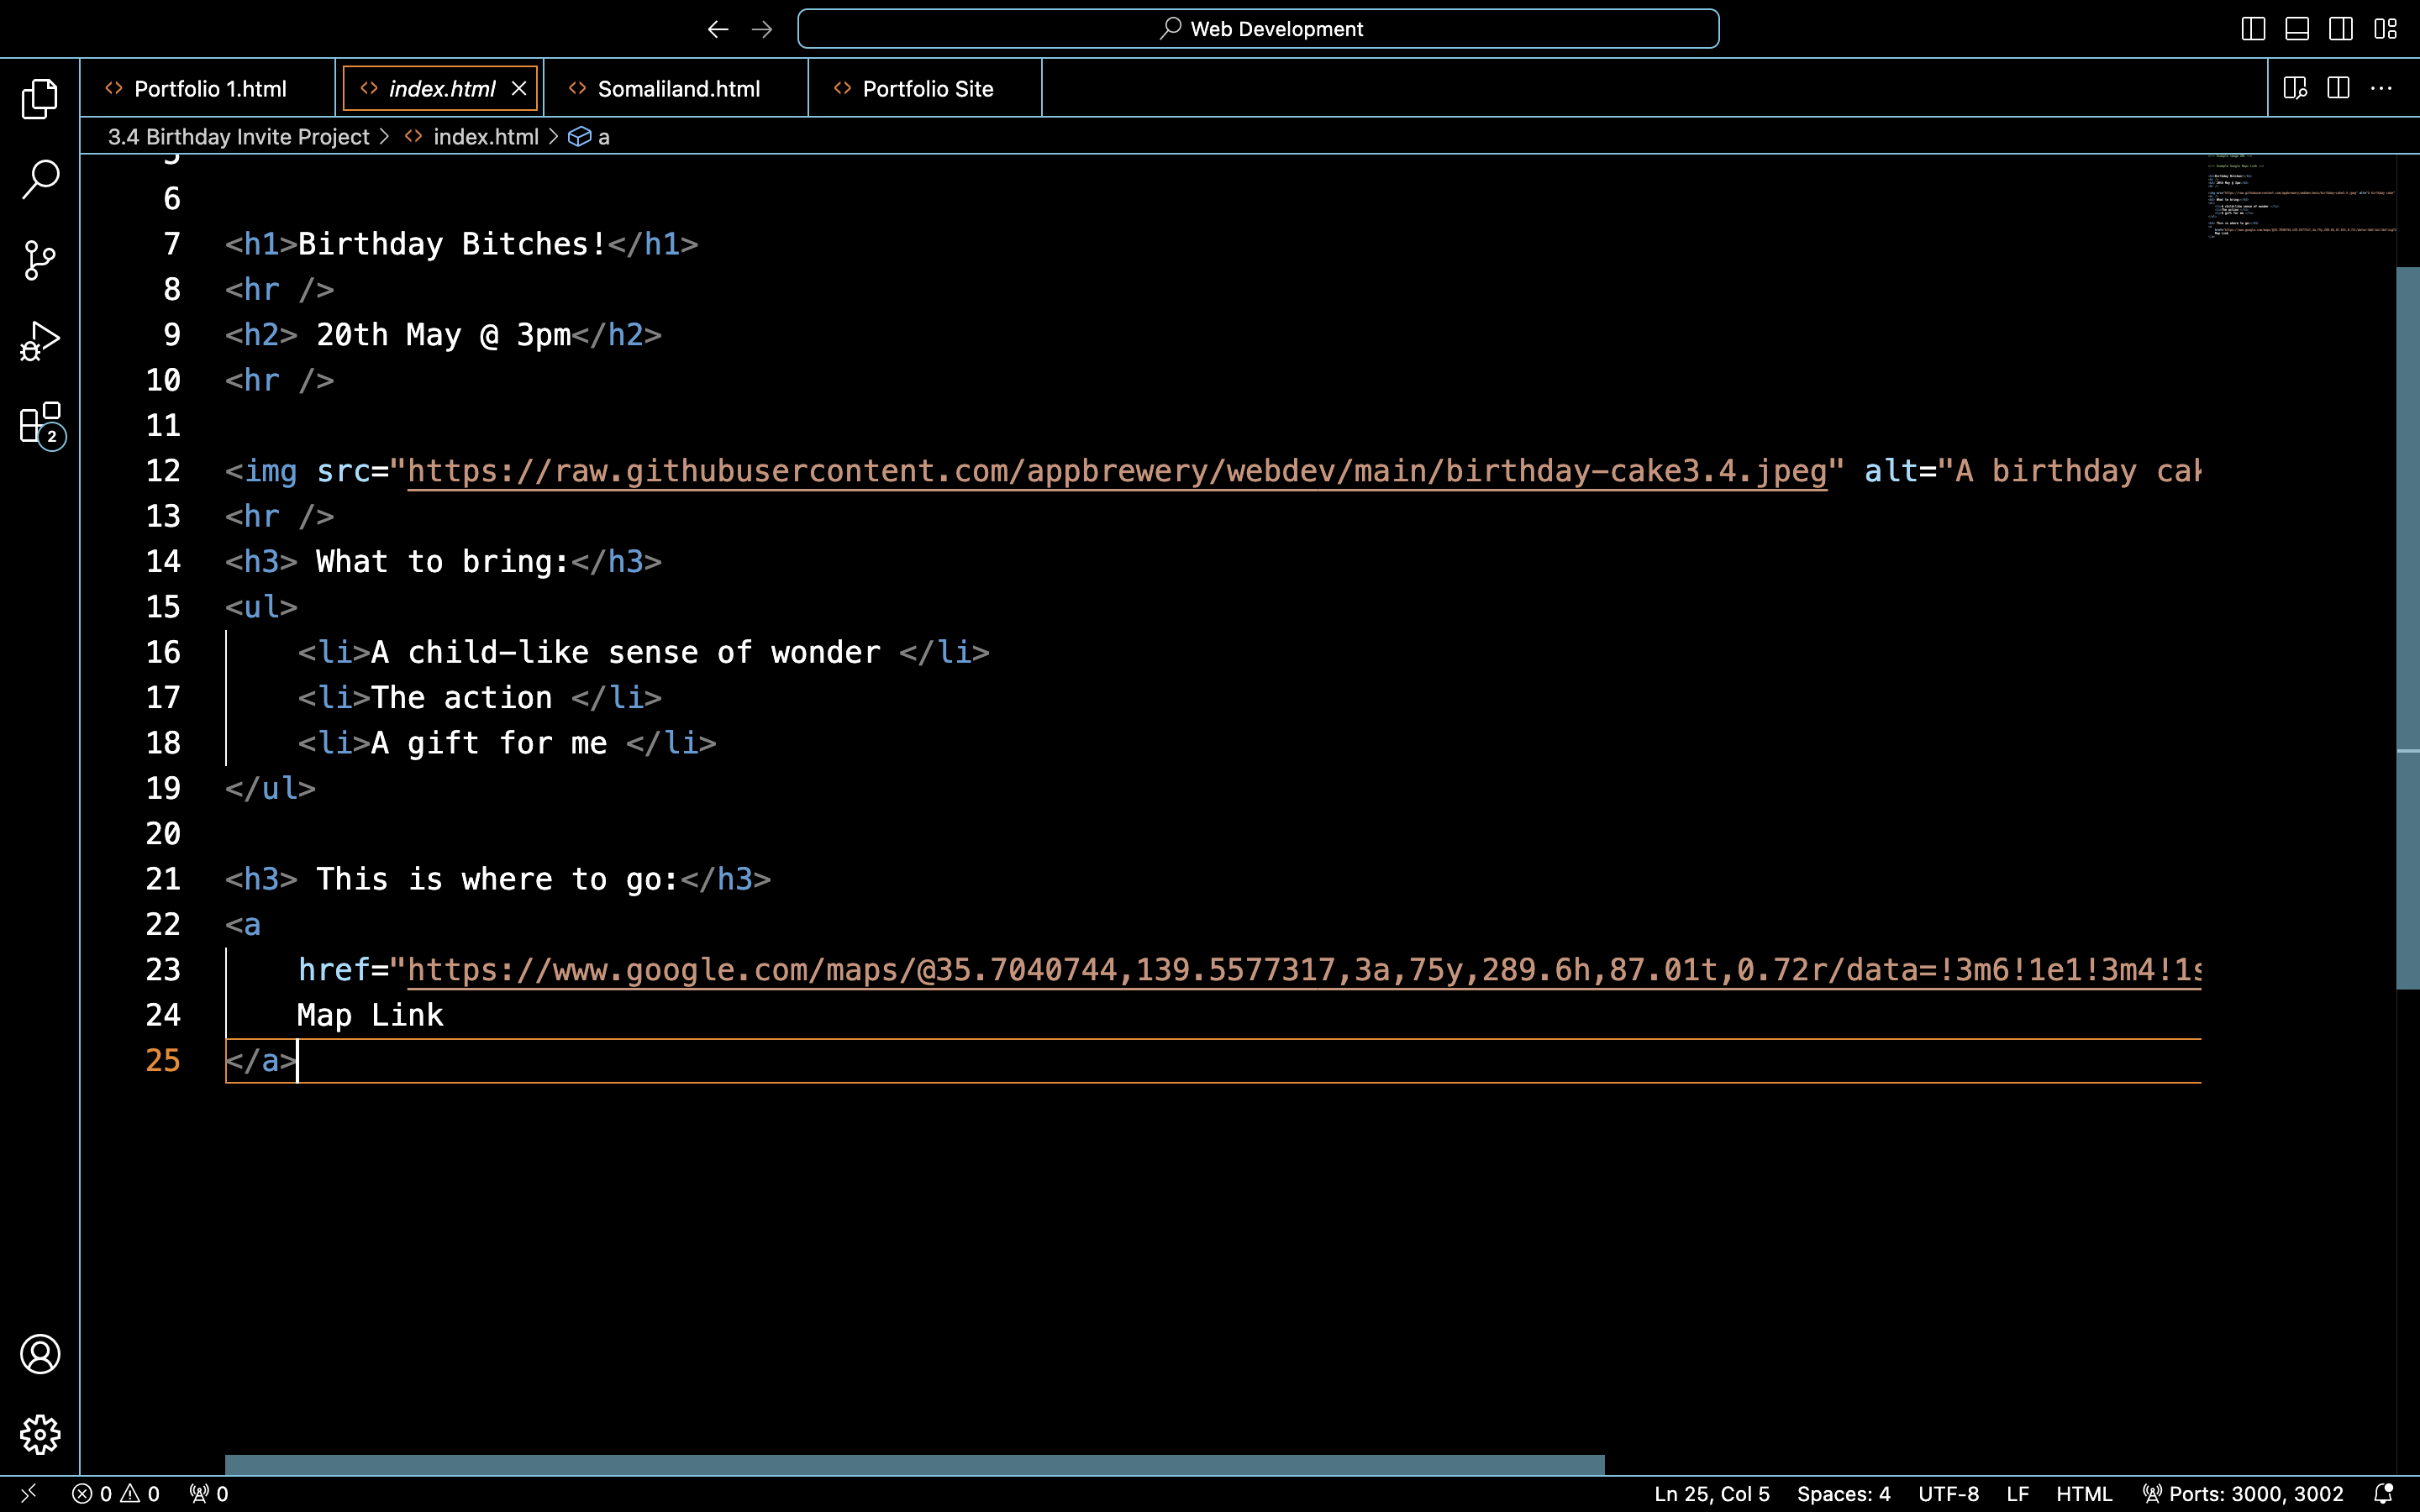 Web Development
Portfolio 1.html
index.html
Somaliland.html
Portfolio Site
3.4 Birthday Invite Project > index.html > a
5
6
7 <h1>Birthday Bitches!</h1>
8 <hr />
9 <h2> 20th May @ 3pm</h2>
10 <hr />
11
12 <img src="https://raw.githubusercontent.com/appbrewery/webdev/main/birthday-cake3.4.jpeg" alt="A birthday cak
13 <hr />
14 <h3> What to bring:</h3>
15 <ul>
16 <li>A child-like sense of wonder </li>
17 <li>The action </li>
18 <li>A gift for me </li>
19 </ul>
20
21 <h3> This is where to go:</h3>
22 <a
23 href="https://www.google.com/maps/@35.7040744,139.5577317,3a,75y,289.6h,87.01t,0.72r/data=!3m6!1e1!3m4!1s
24 Map Link
25 </a>
2
0 0 0
Ln 25, Col 5 Spaces: 4 UTF-8 LF HTML Ports: 3000, 3002